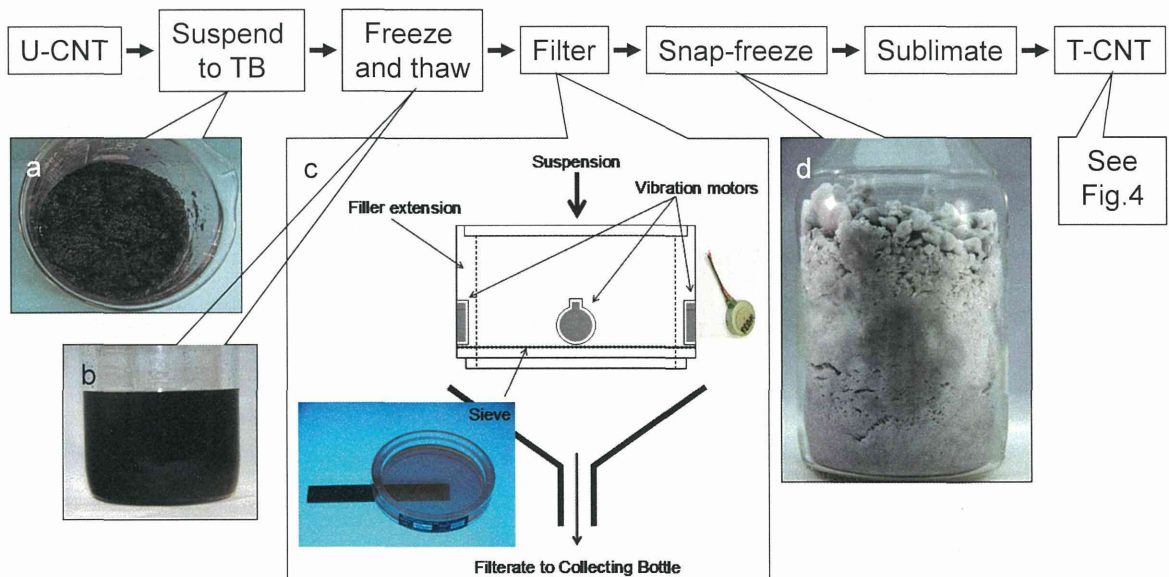 U-CNT
Suspend
to TB
Freeze
and thaw
Filter
Snap-freeze
Sublimate
T-CNT
See
Fig.4
a
b
c
Suspension
Vibration motors
Filler extension
Sieve
Filterate to Collecting Bottle
d